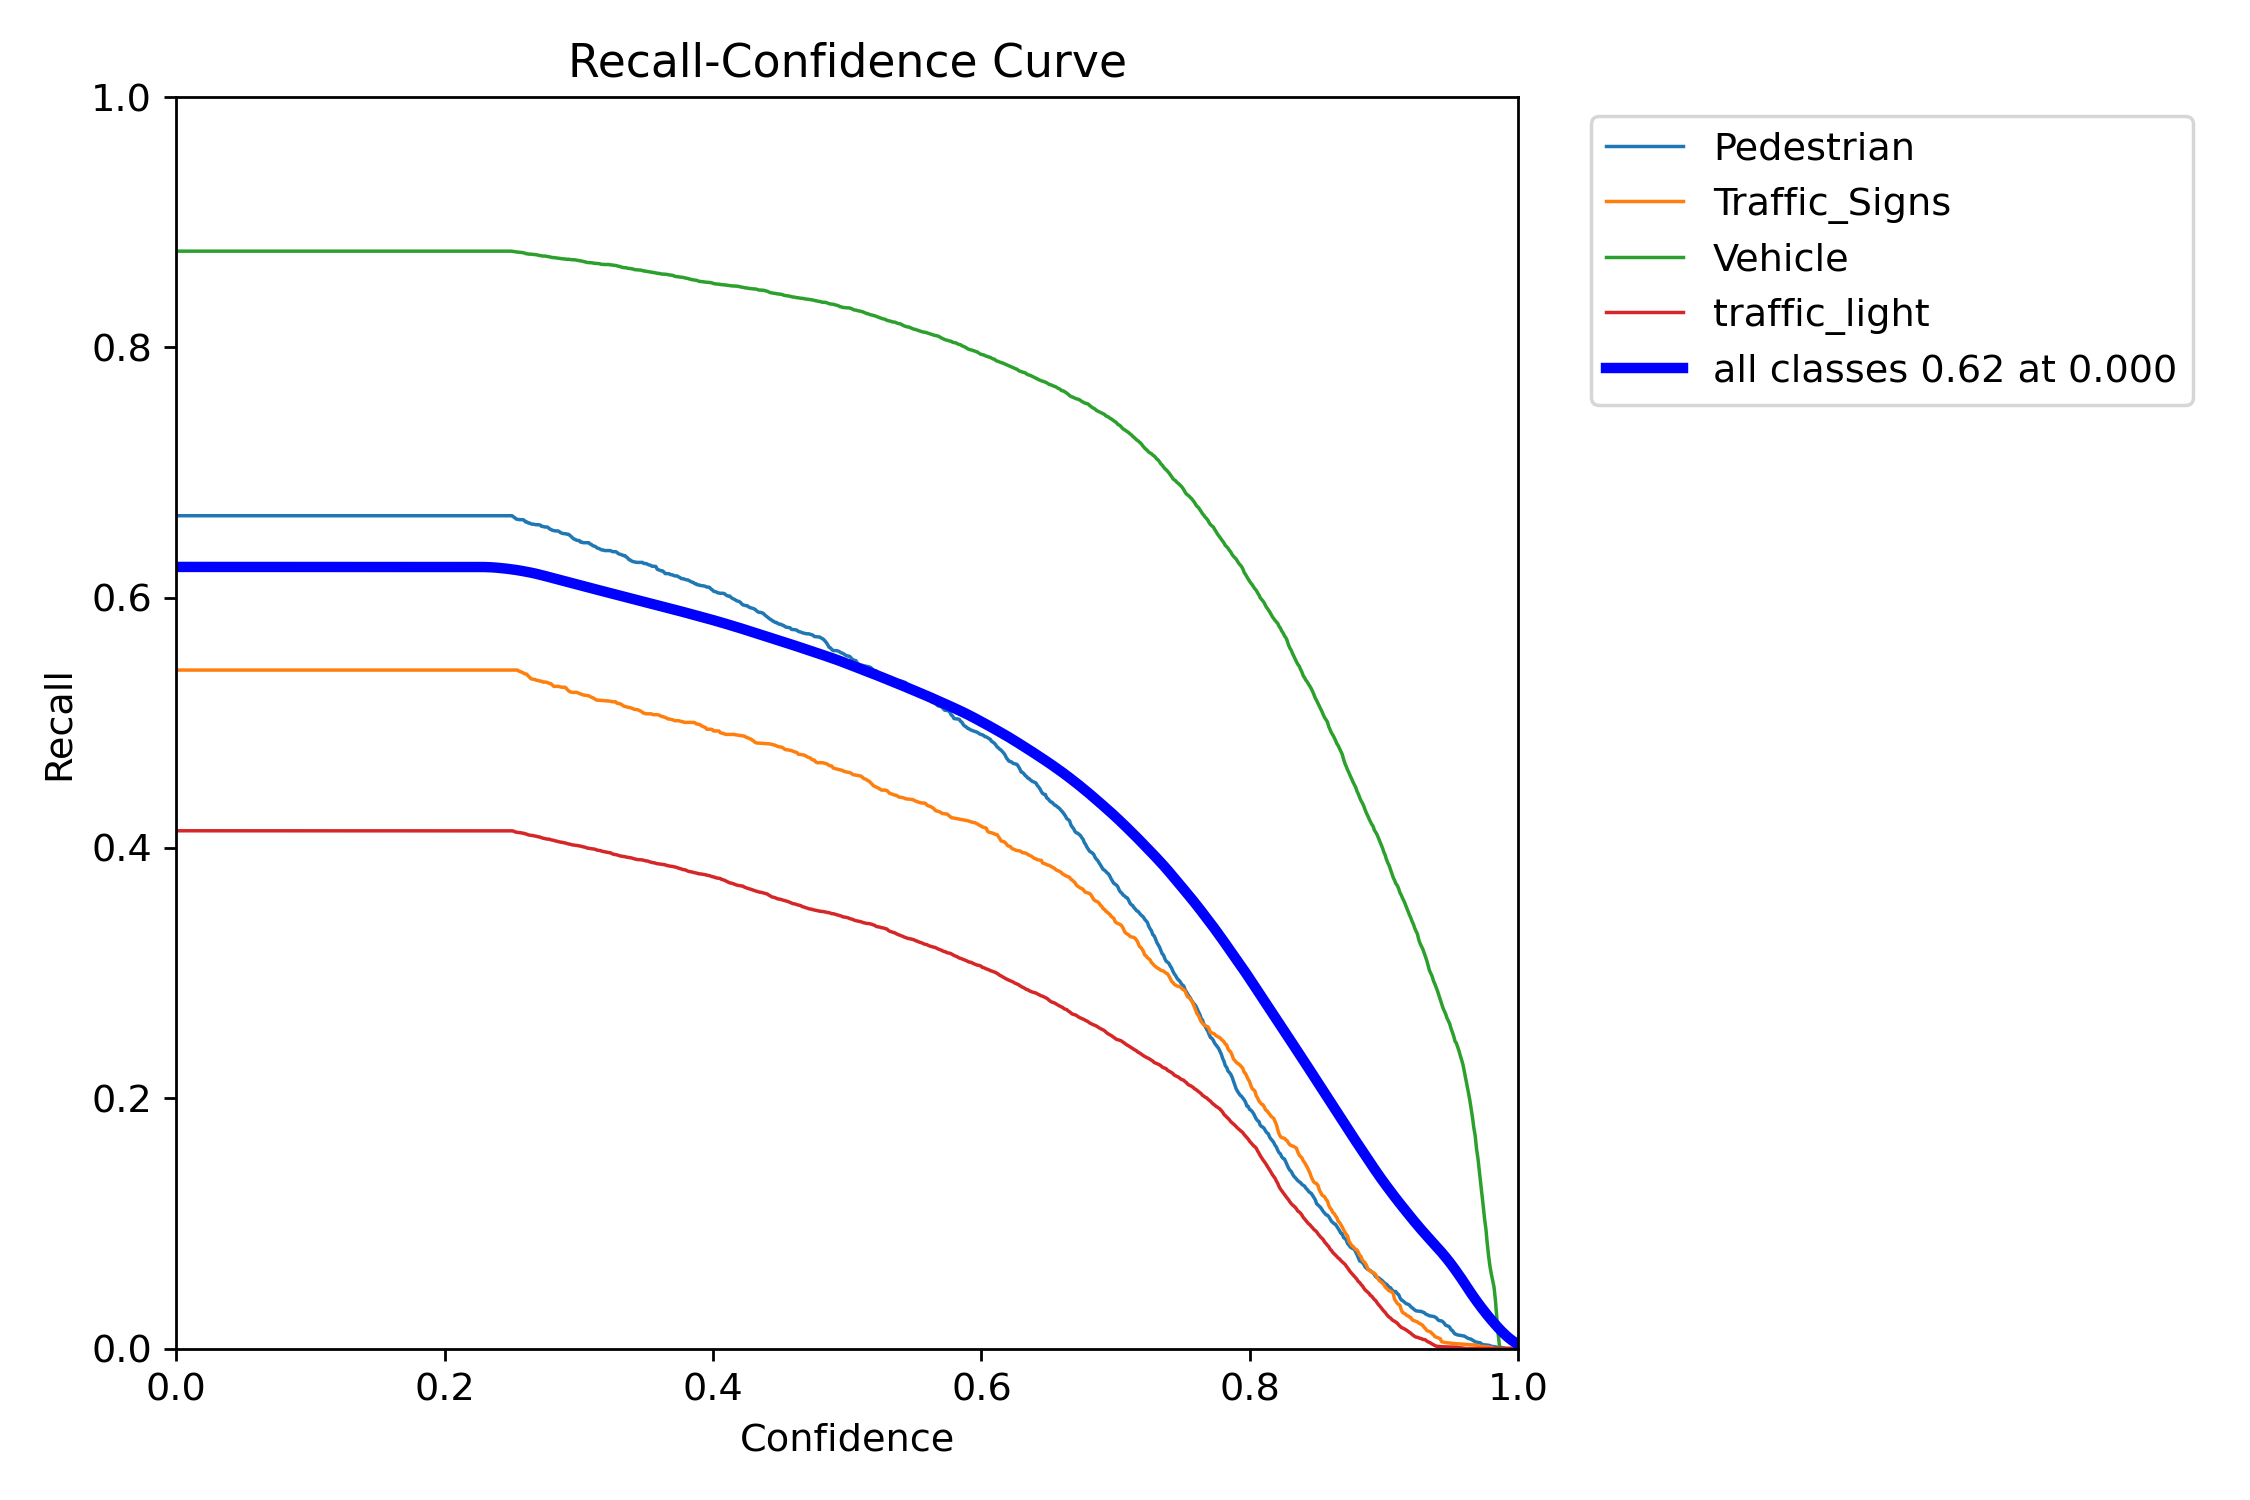 Recall-Confidence Curve
1.0
0.8
0.6
0.4
0.2
0.0
Recall
0.0 0.2 0.4 0.6 0.8 1.0
Confidence
Pedestrian
Traffic_Signs
Vehicle
traffic_light
all classes 0.62 at 0.000